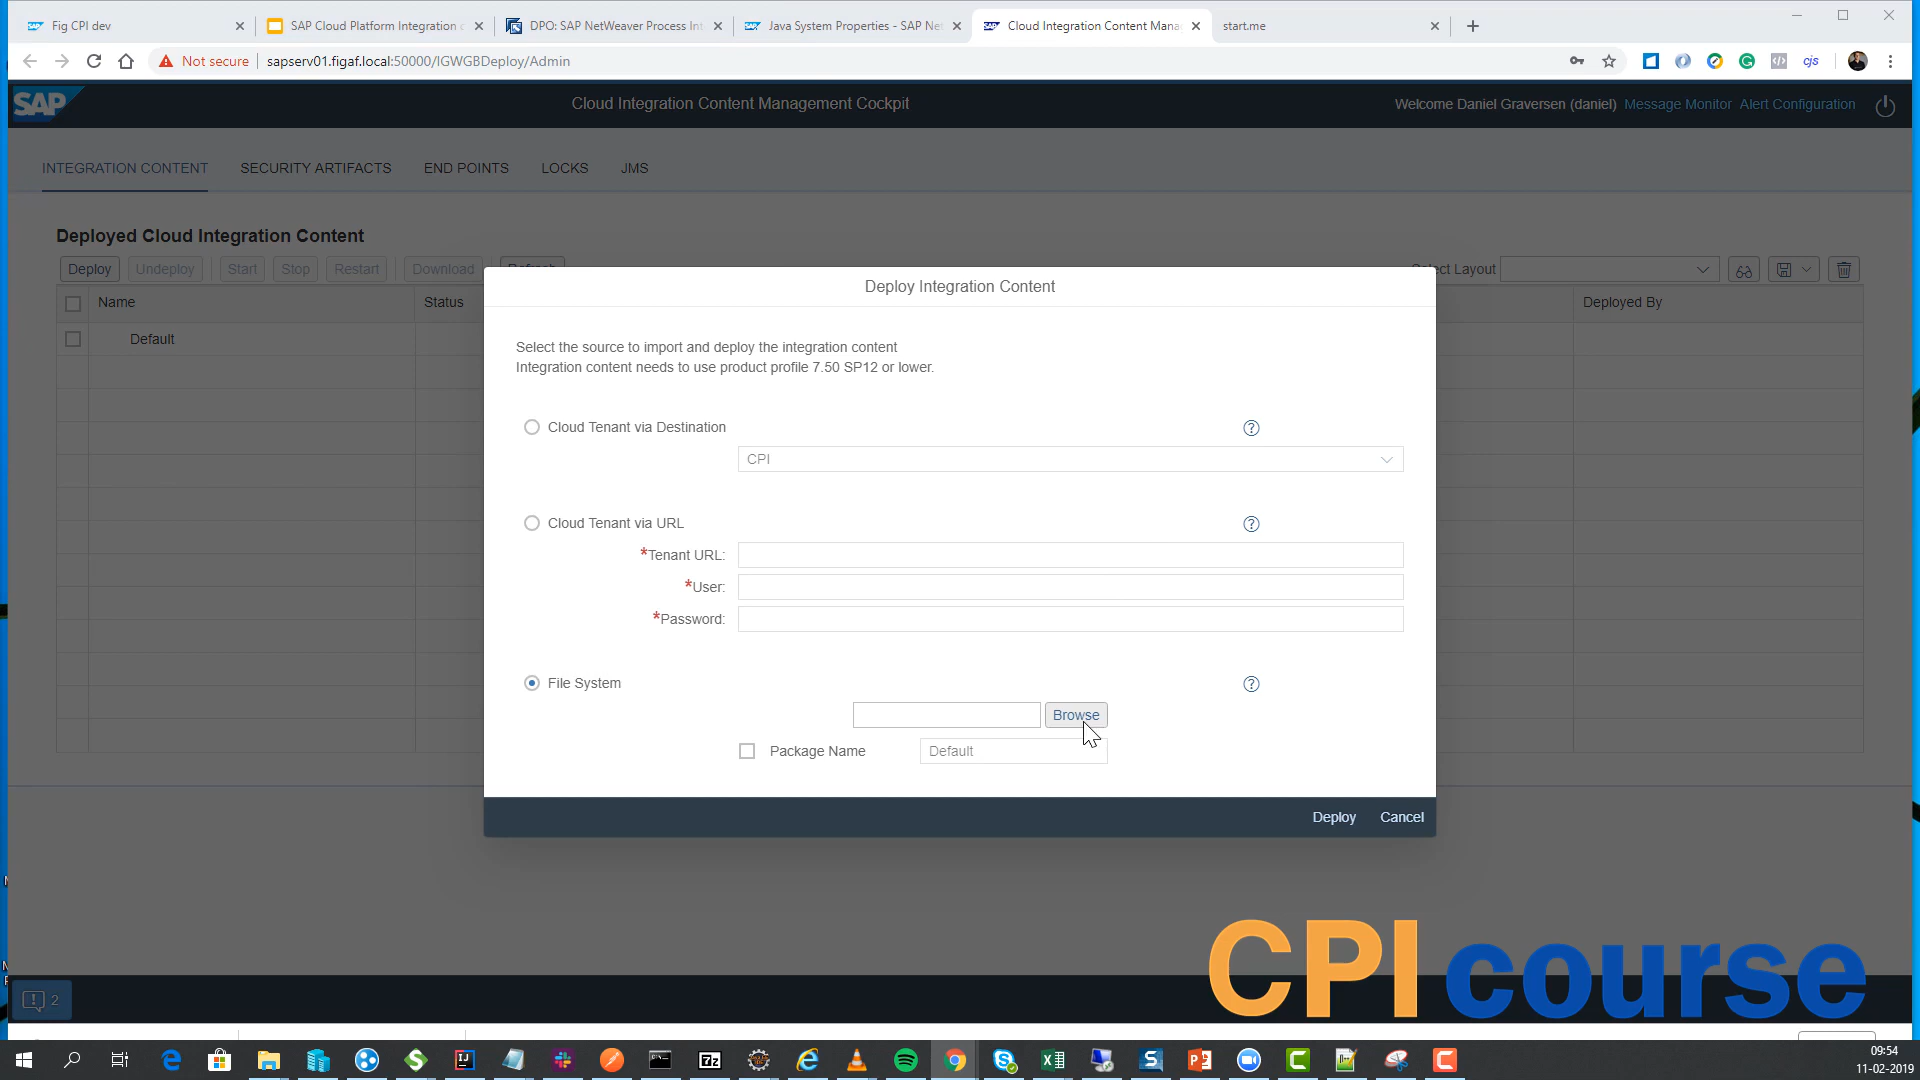 Fig CPI dev
SAP Cloud Platform Integration c
DPO: SAP NetWeaver Process Int
Java System Properties - SAP Net
Cloud Integration Content Mana
start.me
Not secure
sapserv01.figaf.local:50000/IGWGBDeploy/Admin
cjs
SAP
Cloud Integration Content Management Cockpit
Welcome Daniel Graversen (daniel) Message Monitor Alert Configuration
INTEGRATION CONTENT SECURITY ARTIFACTS END POINTS LOCKS JMS
Deployed Cloud Integration Content
Deploy Undeploy Start Stop Restart Download Refresh
Select Layout
Name Status Deployed By
Default
Deploy Integration Content
Select the source to import and deploy the integration content
Integration content needs to use product profile 7.50 SP12 or lower.
Cloud Tenant via Destination
CPI
Cloud Tenant via URL
*Tenant URL:
*User:
*Password:
File System
Browse
Package Name Default
Deploy Cancel
CPI course
2
09:54
11-02-2019